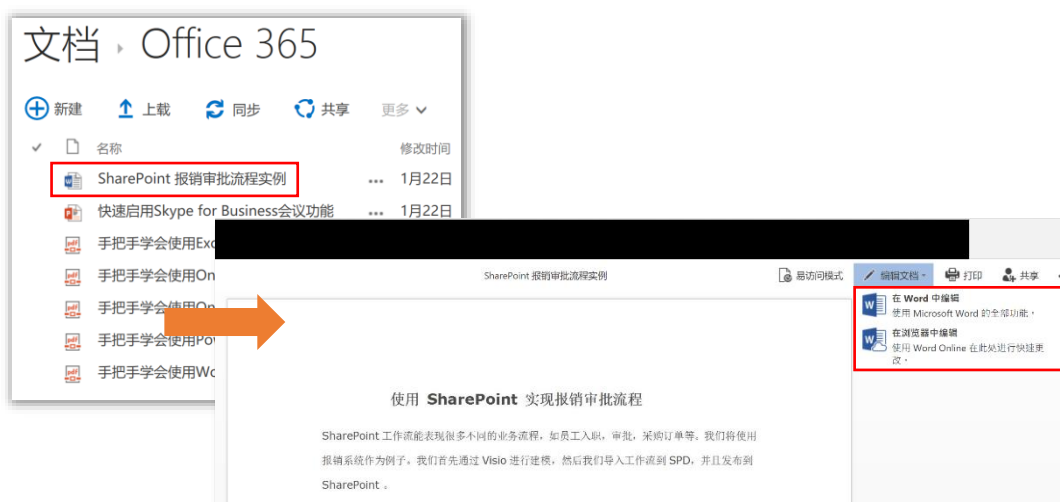 文档 › Office 365
新建 上载 同步 共享 更多
名称 修改时间
SharePoint 报销审批流程实例 ... 1月22日
快速启用Skype for Business会议功能 ... 1月22日
手把手学会使用Exc
手把手学会使用On
手把手学会使用On
手把手学会使用Pov
手把手学会使用Wo
SharePoint 报销审批流程实例 易访问模式 编辑文档 打印 共享
在 Word 中编辑
使用 Microsoft Word 的全部功能。
在浏览器中编辑
使用 Word Online 在此处进行快速更
改。
使用 SharePoint 实现报销审批流程
SharePoint 工作流能表现很多不同的业务流程，如员工入职，审批，采购订单等。我们将使用
报销系统作为例子。我们首先通过 Visio 进行建模，然后我们导入工作流到 SPD，并且发布到
SharePoint 。